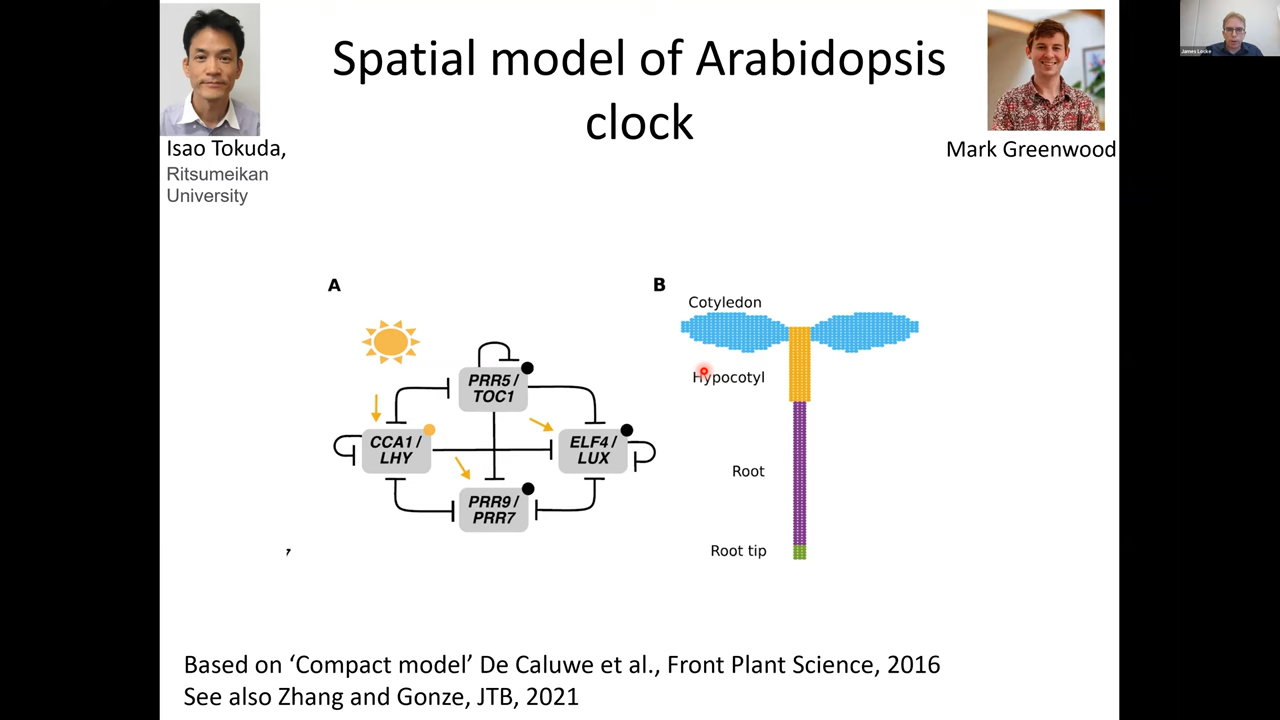 Spatial model of Arabidopsis
clock
Isao Tokuda,
Ritsumeikan
University
Mark Greenwood
James Locke
A
B
PRR5/
TOC1
CCA1/
LHY
ELF4/
LUX
PRR9/
PRR7
Cotyledon
Hypocotyl
Root
Root tip
,
Based on ‘Compact model’ De Caluwe et al., Front Plant Science, 2016
See also Zhang and Gonze, JTB, 2021